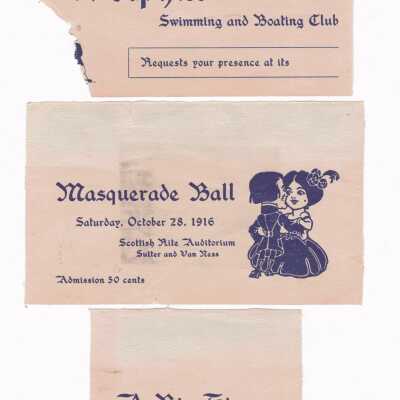 Swimming and Boating Club
Requests your presence at its
Masquerade Ball
Saturday, October 28, 1916
Scottish Rite Auditorium
Sutter and Van Ness
Admission 50 cents
A Big